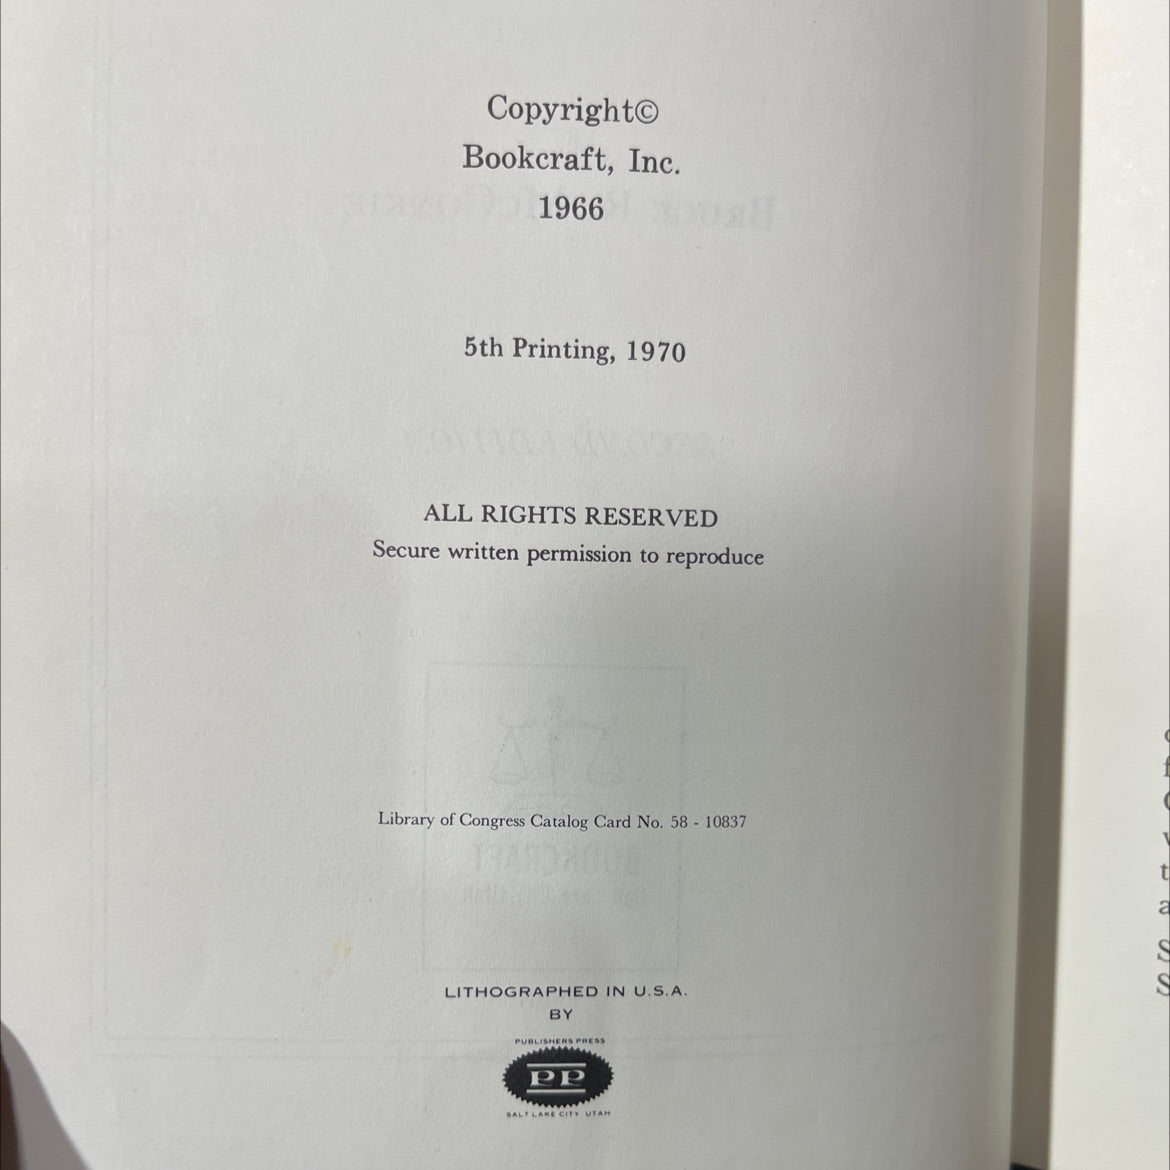 Copyright©
Bookcraft, Inc.
1966
5th Printing, 1970
ALL RIGHTS RESERVED
Secure written permission to reproduce
Library of Congress Catalog Card No. 58 - 10837
LITHOGRAPHED IN U.S.A.
BY
PUBLISHERS PRESS
PP
SALT LAKE CITY UTAH